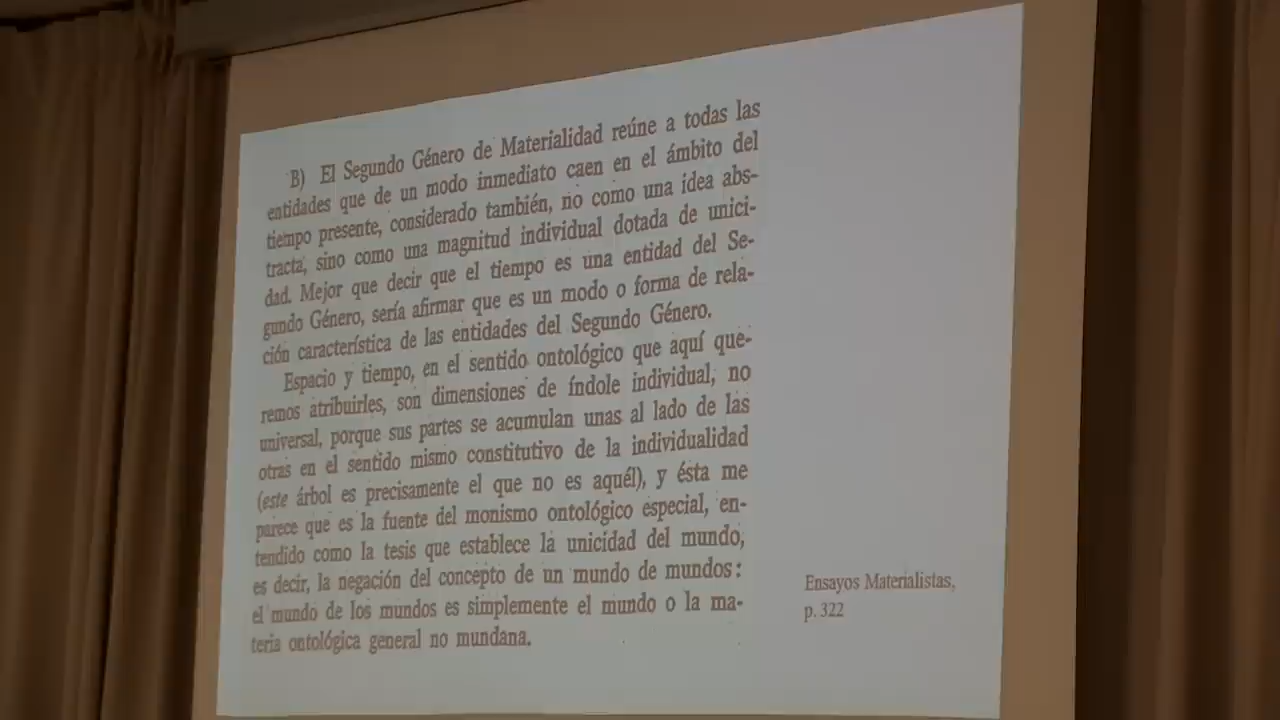 B) El Segundo Género de Materialidad reúne a todas las
entidades que de un modo inmediato caen en el ámbito del
tiempo presente, considerado también, no como una idea abs-
tracta, sino como una magnitud individual dotada de unici-
dad. Mejor que decir que el tiempo es una entidad del Se-
gundo Género, sería afirmar que es un modo o forma de rela-
ción característica de las entidades del Segundo Género.
Espacio y tiempo, en el sentido ontológico que aquí que-
remos atribuirles, son dimensiones de índole individual, no
universal, porque sus partes se acumulan unas al lado de las
otras en el sentido mismo constitutivo de la individualidad
(este árbol es precisamente el que no es aquél), y ésta me
parece que es la fuente del monismo ontológico especial, en-
tendido como la tesis que establece la unicidad del mundo,
es decir, la negación del concepto de un mundo de mundos:
el mundo de los mundos es simplemente el mundo o la ma-
teria ontológica general no mundana.
Ensayos Materialistas,
p. 322